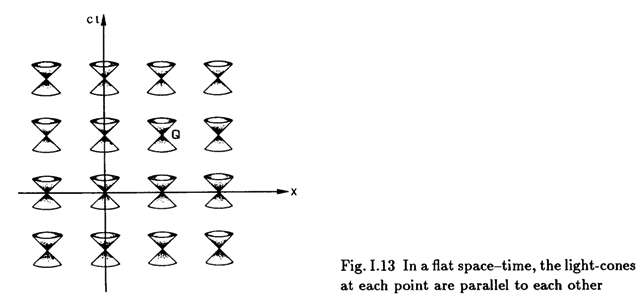 ct
Q
x
Fig. I.13 In a flat space–time, the light-cones
at each point are parallel to each other